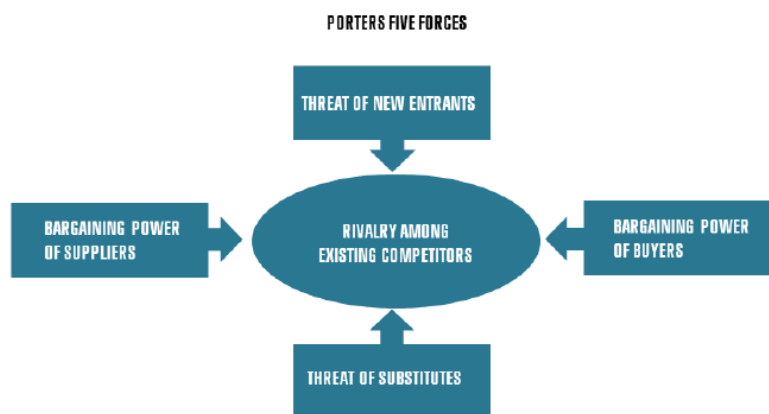 PORTERS FIVE FORCES
THREAT OF NEW ENTRANTS
BARGAINING POWER
OF SUPPLIERS
RIVALRY AMONG
EXISTING COMPETITORS
BARGAINING POWER
OF BUYERS
THREAT OF SUBSTITUTES